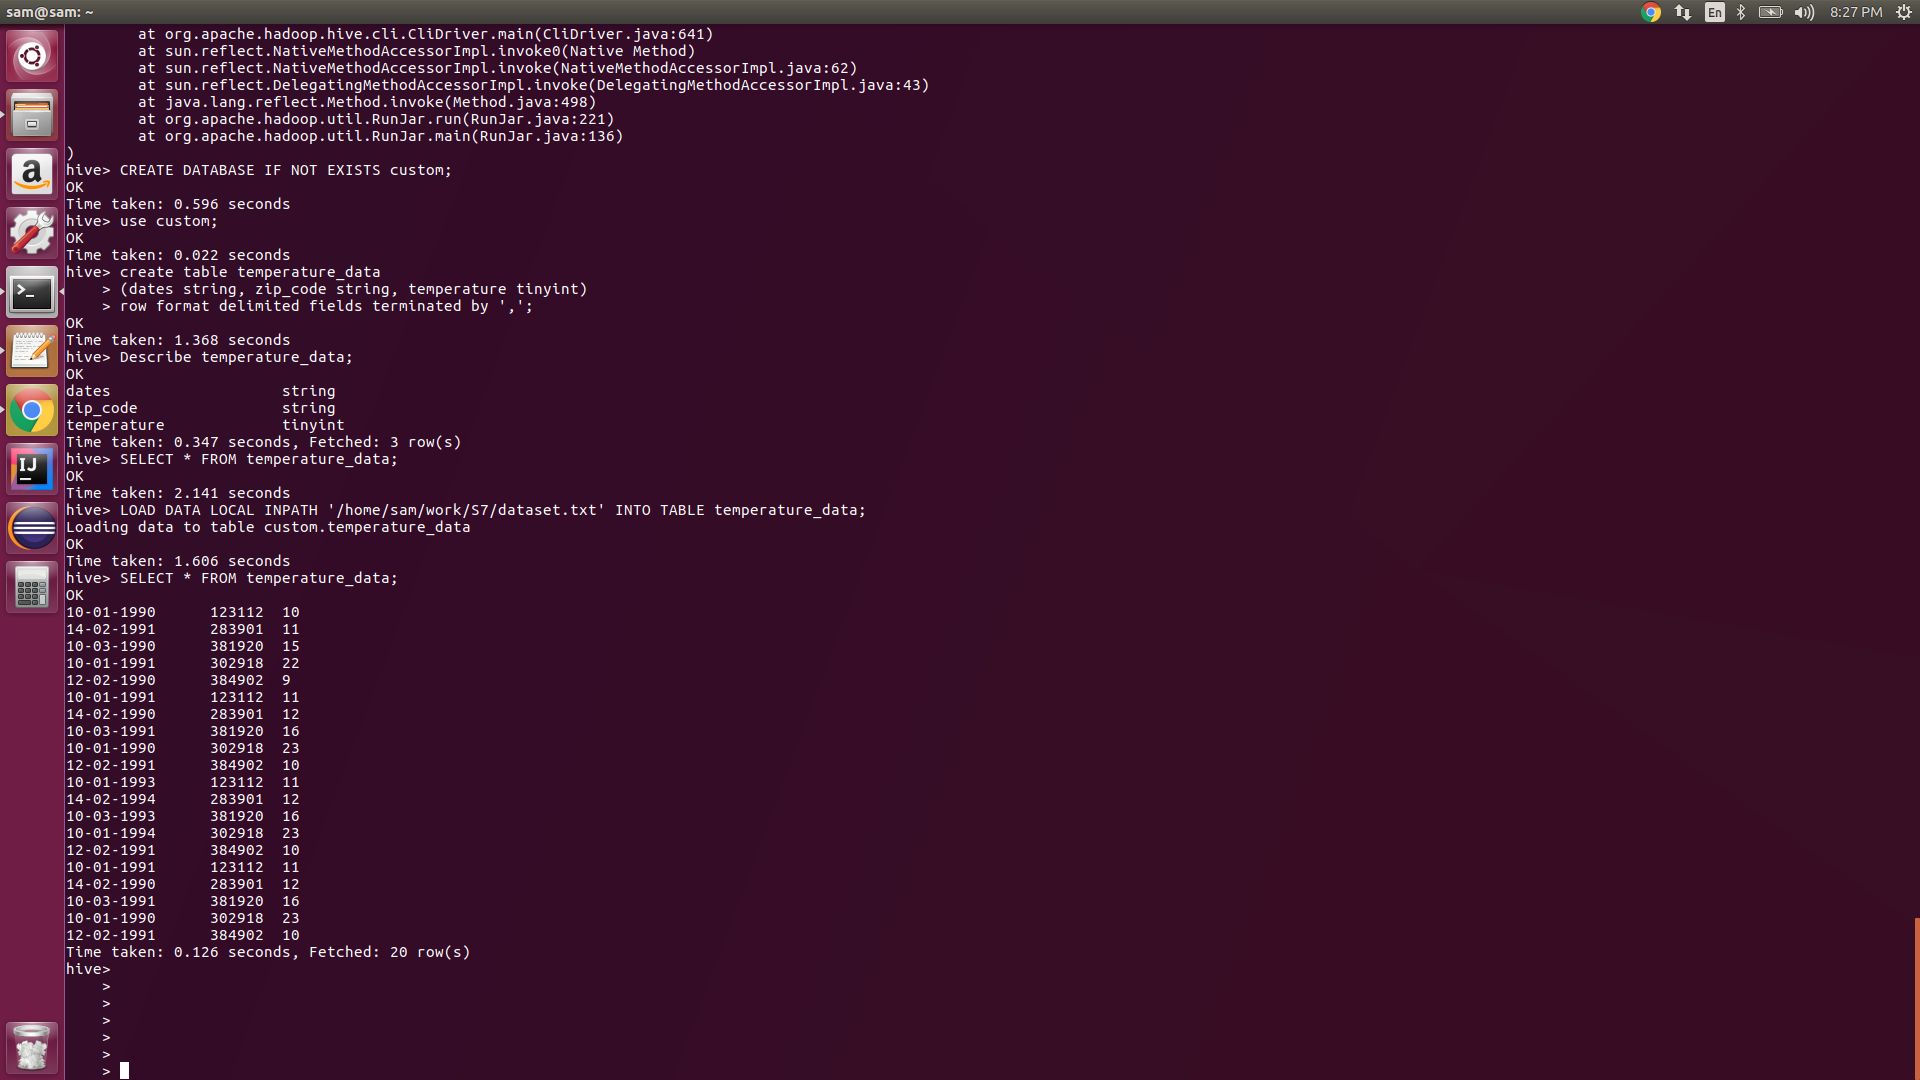 sam@sam: ~
En
8:27 PM
        at org.apache.hadoop.hive.cli.CliDriver.main(CliDriver.java:641)
        at sun.reflect.NativeMethodAccessorImpl.invoke0(Native Method)
        at sun.reflect.NativeMethodAccessorImpl.invoke(NativeMethodAccessorImpl.java:62)
        at sun.reflect.DelegatingMethodAccessorImpl.invoke(DelegatingMethodAccessorImpl.java:43)
        at java.lang.reflect.Method.invoke(Method.java:498)
        at org.apache.hadoop.util.RunJar.run(RunJar.java:221)
        at org.apache.hadoop.util.RunJar.main(RunJar.java:136)
)
hive> CREATE DATABASE IF NOT EXISTS custom;
OK
Time taken: 0.596 seconds
hive> use custom;
OK
Time taken: 0.022 seconds
hive> create table temperature_data
    > (dates string, zip_code string, temperature tinyint)
    > row format delimited fields terminated by ',';
OK
Time taken: 1.368 seconds
hive> Describe temperature_data;
OK
dates                   string
zip_code                string
temperature             tinyint
Time taken: 0.347 seconds, Fetched: 3 row(s)
hive> SELECT * FROM temperature_data;
OK
Time taken: 2.141 seconds
hive> LOAD DATA LOCAL INPATH '/home/sam/work/S7/dataset.txt' INTO TABLE temperature_data;
Loading data to table custom.temperature_data
OK
Time taken: 1.606 seconds
hive> SELECT * FROM temperature_data;
OK
10-01-1990      123112  10
14-02-1991      283901  11
10-03-1990      381920  15
10-01-1991      302918  22
12-02-1990      384902  9
10-01-1991      123112  11
14-02-1990      283901  12
10-03-1991      381920  16
10-01-1990      302918  23
12-02-1991      384902  10
10-01-1993      123112  11
14-02-1994      283901  12
10-03-1993      381920  16
10-01-1994      302918  23
12-02-1991      384902  10
10-01-1991      123112  11
14-02-1990      283901  12
10-03-1991      381920  16
10-01-1990      302918  23
12-02-1991      384902  10
Time taken: 0.126 seconds, Fetched: 20 row(s)
hive>
    >
    >
    >
    >
    >
    >
a
>_
IJ